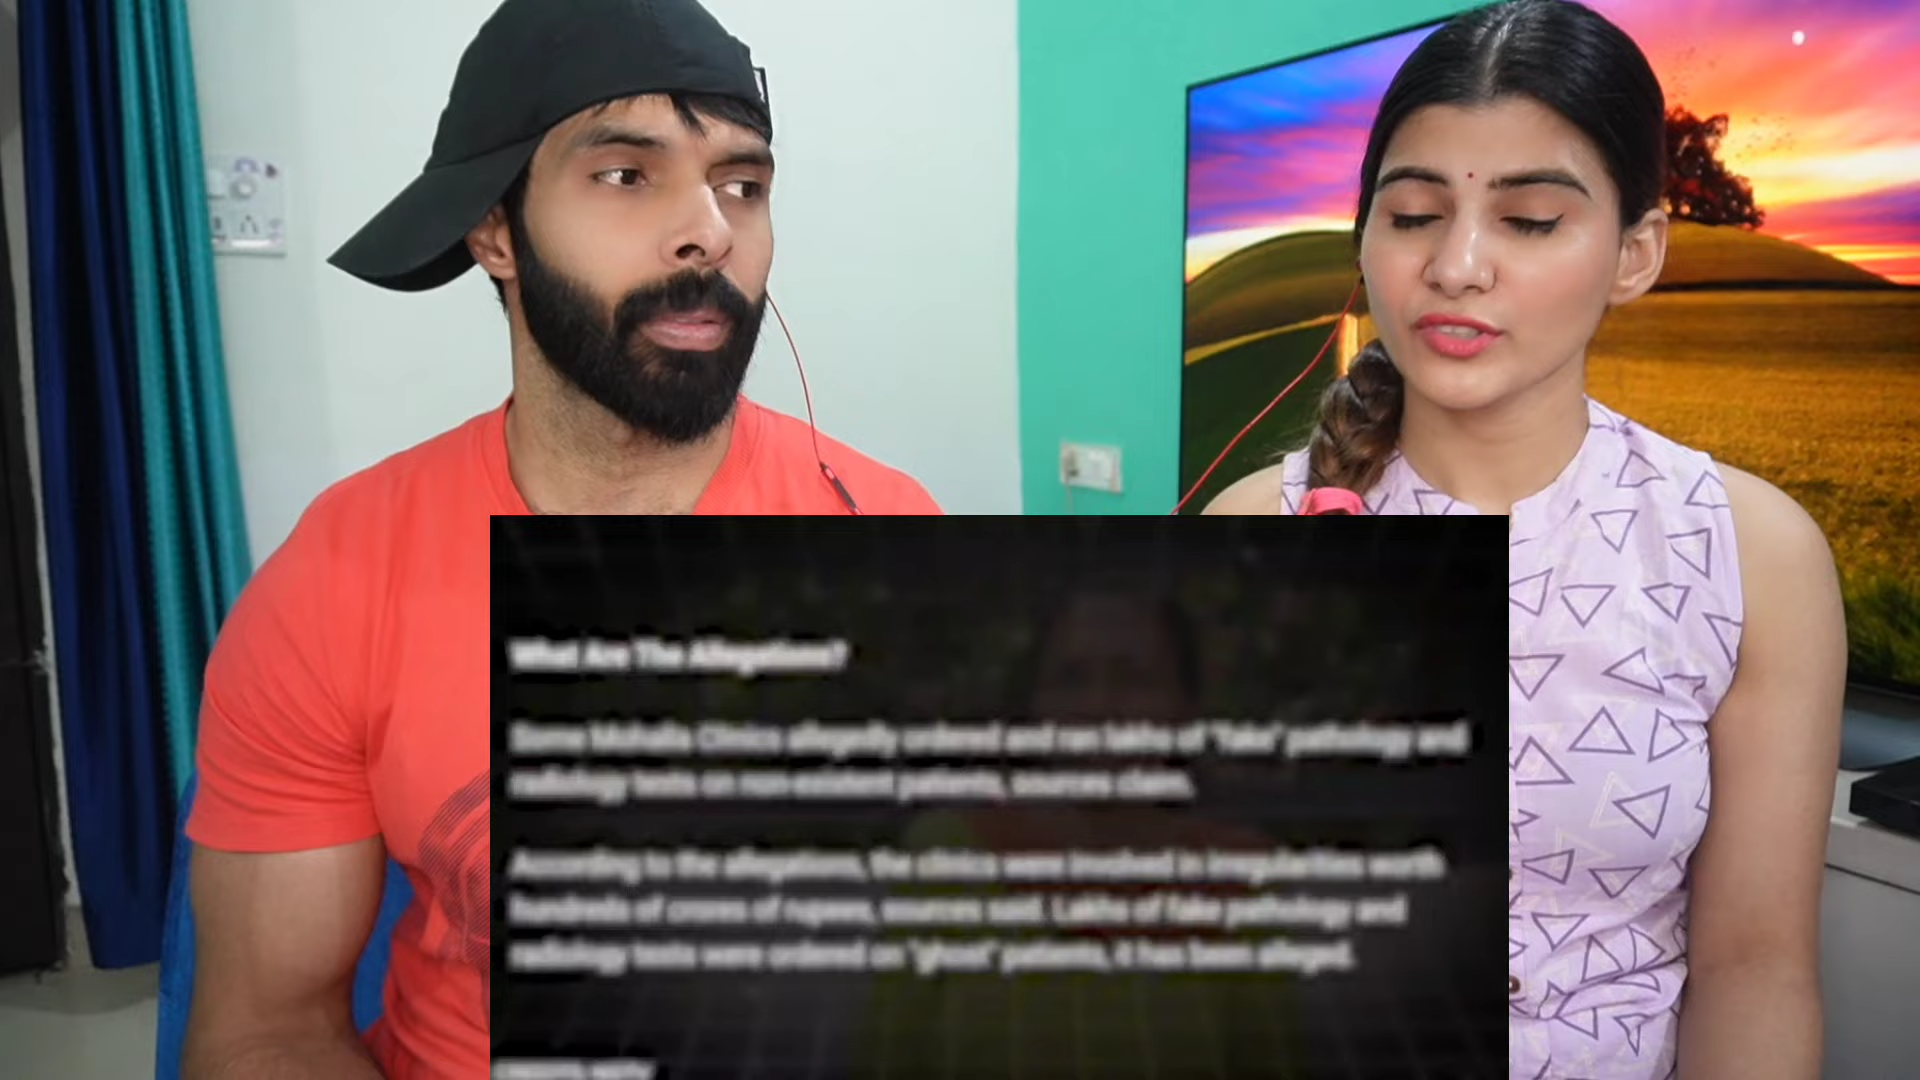 What Are The Allegations?
Some Mohalla Clinics allegedly ordered and ran lakhs of "fake" pathology and
radiology tests on non-existent patients, sources claim.
According to the allegations, the clinics were involved in irregularities worth
hundreds of crores of rupees, sources said. Lakhs of fake pathology and
radiology tests were ordered on "ghost" patients, it has been alleged.